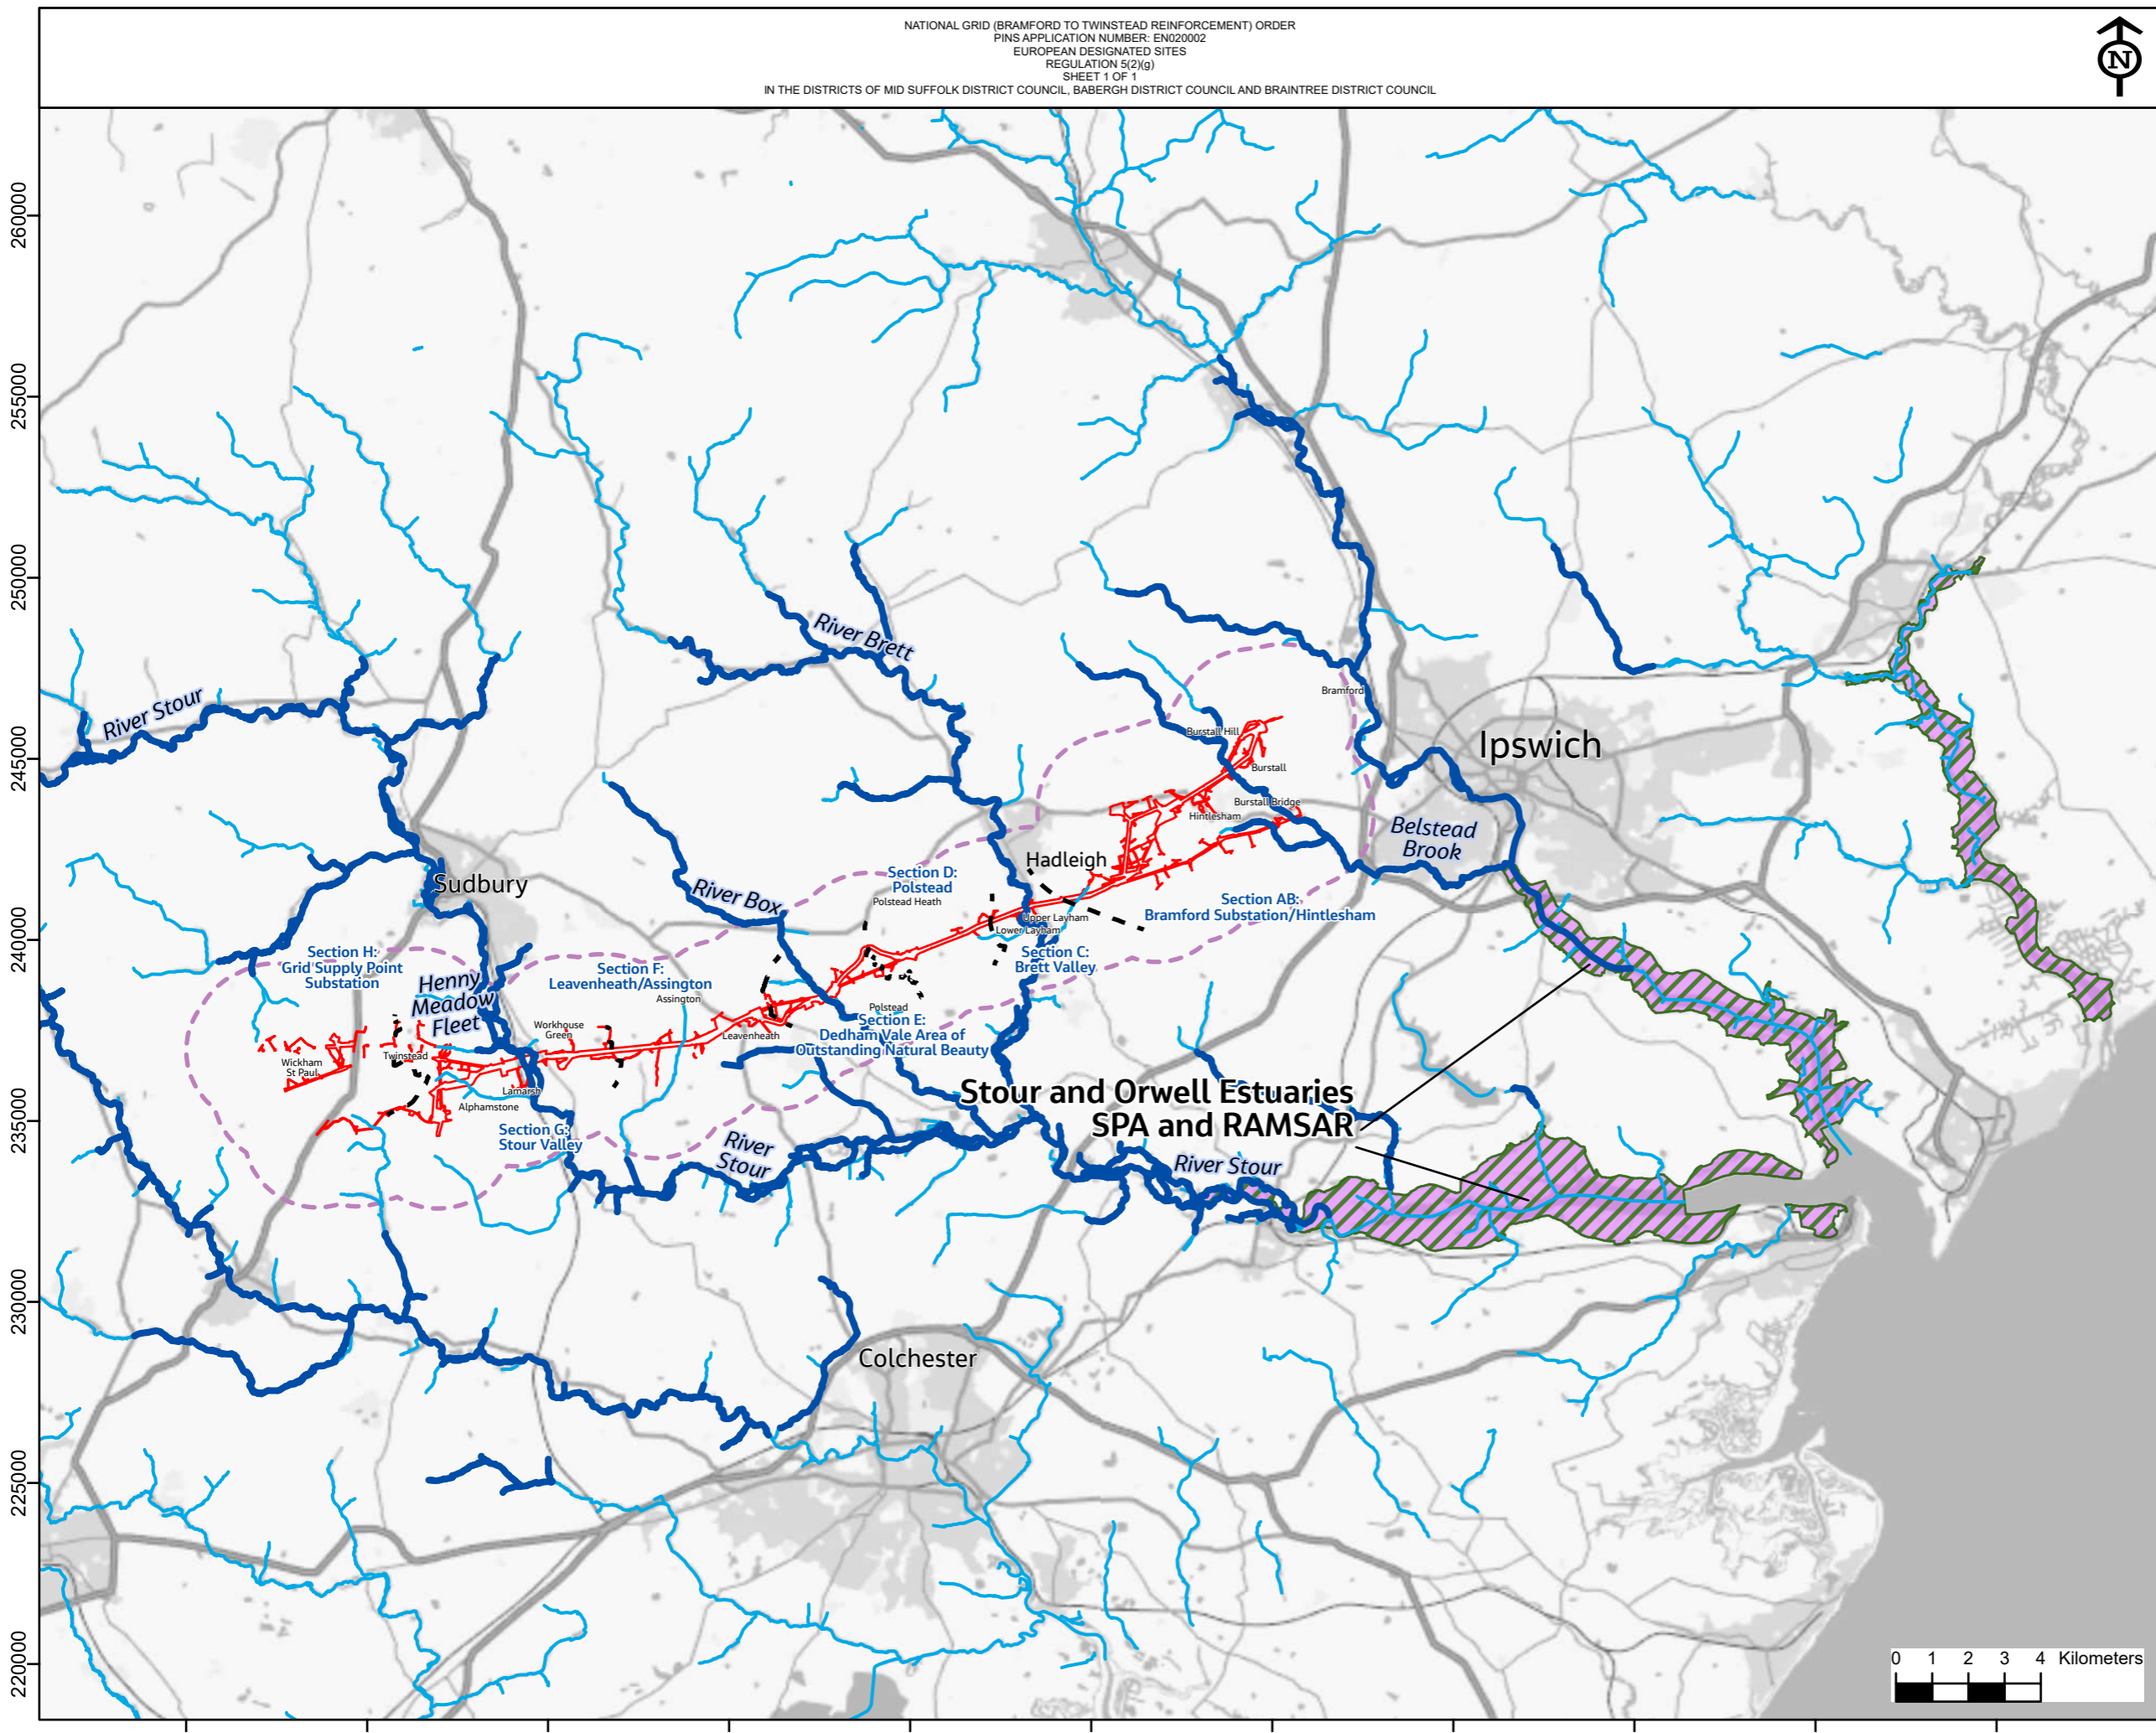 NATIONAL GRID (BRAMFORD TO TWINSTEAD REINFORCEMENT) ORDER
PINS APPLICATION NUMBER: EN020002
EUROPEAN DESIGNATED SITES
REGULATION 5(2)(g)
SHEET 1 OF 1
IN THE DISTRICTS OF MID SUFFOLK DISTRICT COUNCIL, BABERGH DISTRICT COUNCIL AND BRAINTREE DISTRICT COUNCIL
N
260000
255000
250000
River Brett
River Stour
Bramford
245000
Burstall Hill
Ipswich
Burstall
Burstall Bridge
Hintlesham
Belstead
Brook
Hadleigh
Section D:
Polstead
Polstead Heath
Sudbury
River Box
Section AB:
Bramford Substation/Hintlesham
Upper Layham
Lower Layham
240000
Section H:
Grid Supply Point
Substation
Section C:
Brett Valley
Section F:
Leavenheath/Assington
Assington
Henny
Meadow
Fleet
Polstead
Section E:
Dedham Vale Area of
Outstanding Natural Beauty
Workhouse
Green
Leavenheath
Twinstead
Wickham
St Paul
Lamarsh
Alphamstone
Stour and Orwell Estuaries
SPA and RAMSAR
235000
Section G:
Stour Valley
River
Stour
River Stour
230000
Colchester
225000
220000
0 1 2 3 4 Kilometers